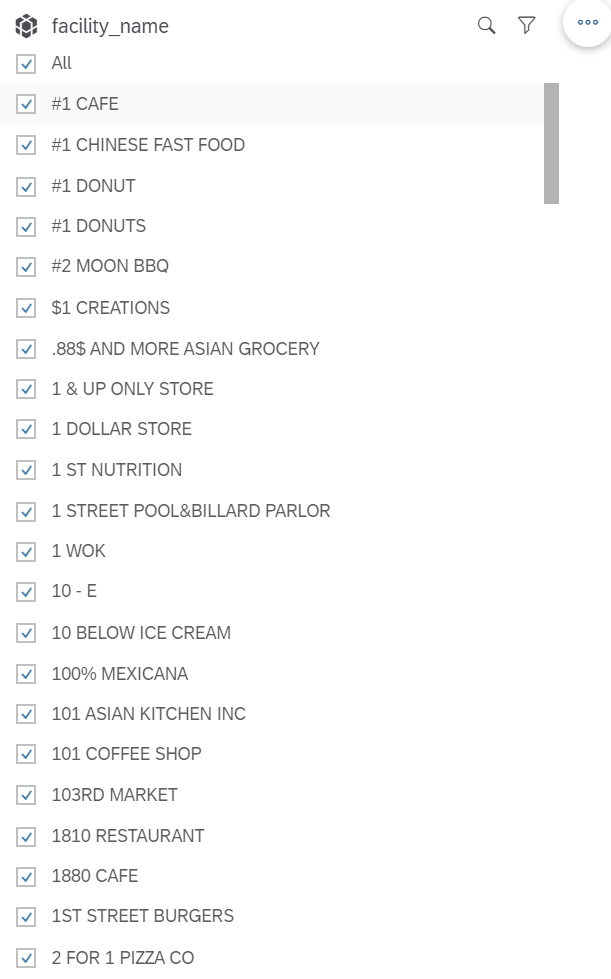 facility_name
All
#1 CAFE
#1 CHINESE FAST FOOD
#1 DONUT
#1 DONUTS
#2 MOON BBQ
$1 CREATIONS
.88$ AND MORE ASIAN GROCERY
1 & UP ONLY STORE
1 DOLLAR STORE
1 ST NUTRITION
1 STREET POOL&BILLARD PARLOR
1 WOK
10 - E
10 BELOW ICE CREAM
100% MEXICANA
101 ASIAN KITCHEN INC
101 COFFEE SHOP
103RD MARKET
1810 RESTAURANT
1880 CAFE
1ST STREET BURGERS
2 FOR 1 PIZZA CO